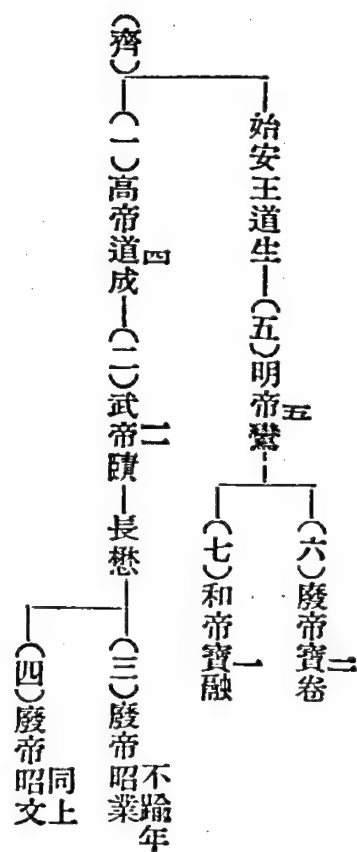 始安王道生
(五)明帝鸞
五
(六)廢帝寶卷
二
(七)和帝寶融
一
(齊)
(一)高帝道成
四
(二)武帝賾
一一
長懋
(三)廢帝昭業
不踰年
(四)廢帝昭文
同上